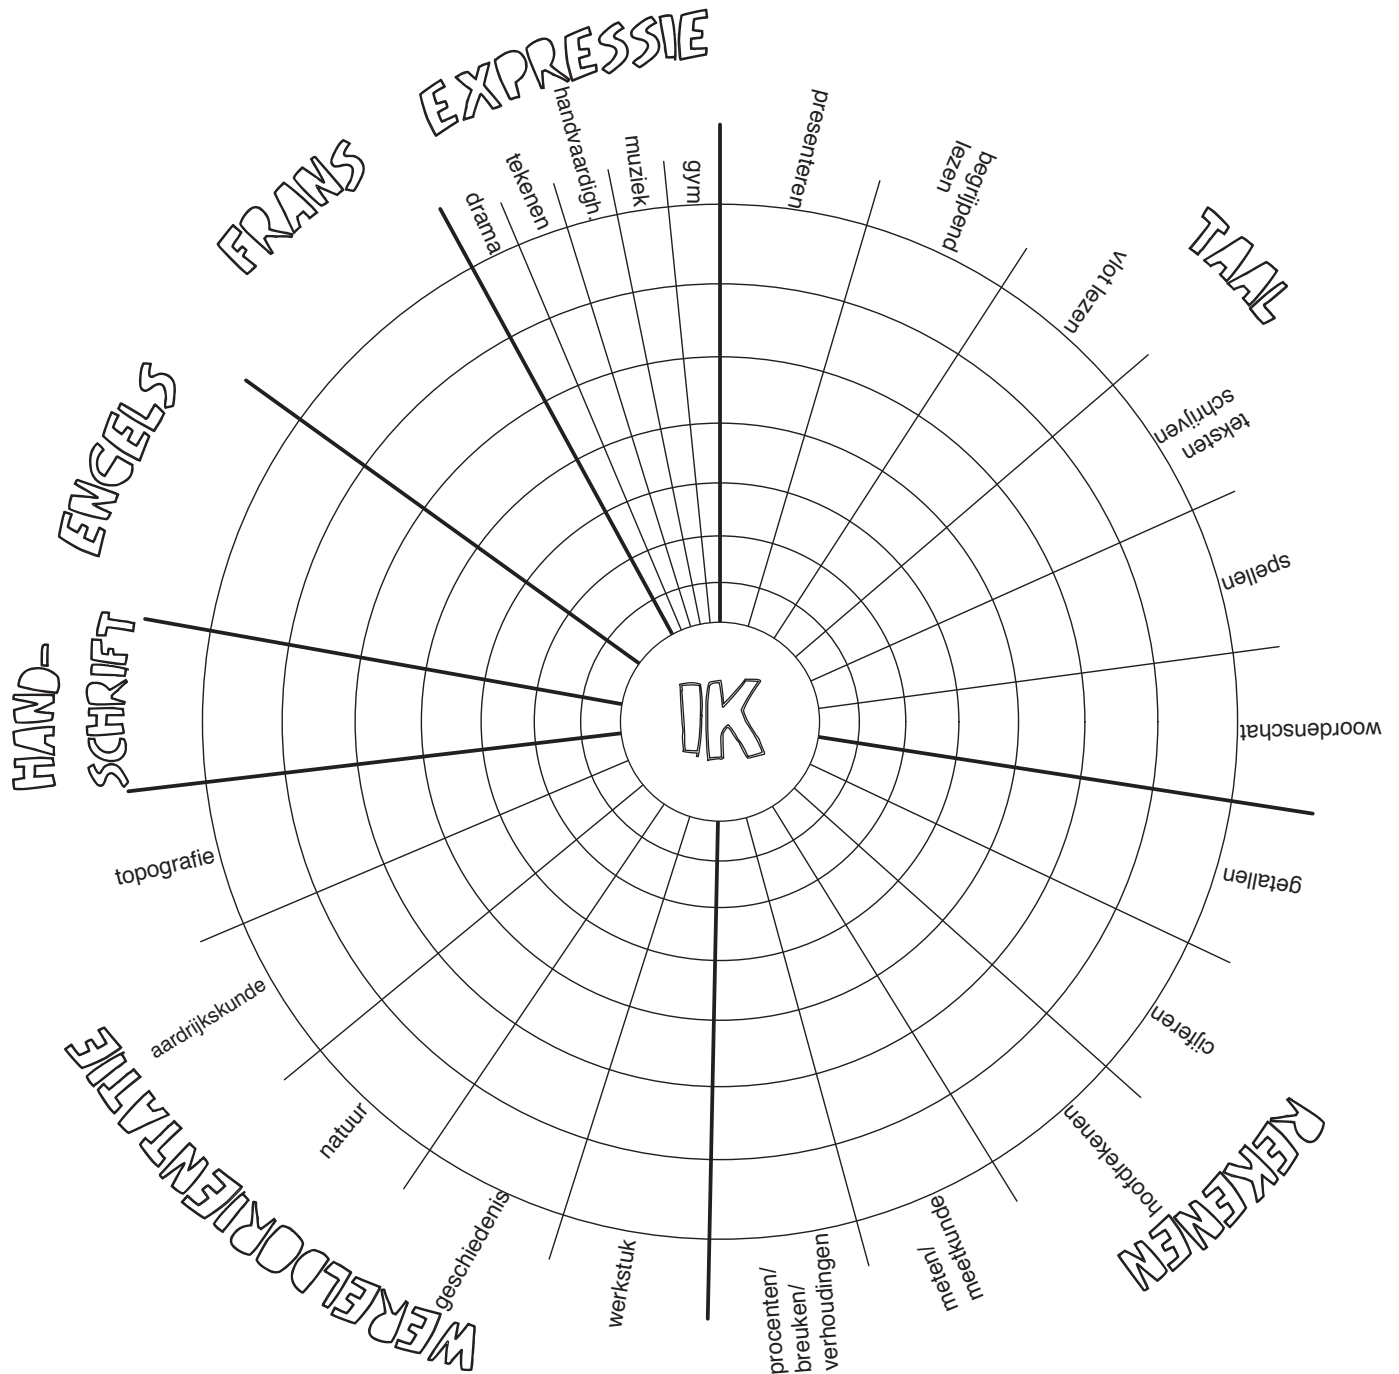 EXPRESSIE
drama
tekenen
handvaardigh.
muziek
gym
TAAL
presenteren
begrijpend
lezen
vlot lezen
teksten
schrijven
spellen
woordenschat
REKENEN
getallen
cijferen
hoofdrekenen
meten/
meetkunde
procenten/
breuken/
verhoudingen
WERELDORIËNTATIE
werkstuk
geschiedenis
natuur
aardrijkskunde
topografie
HAND-
SCHRIFT
ENGELS
FRANS
IK